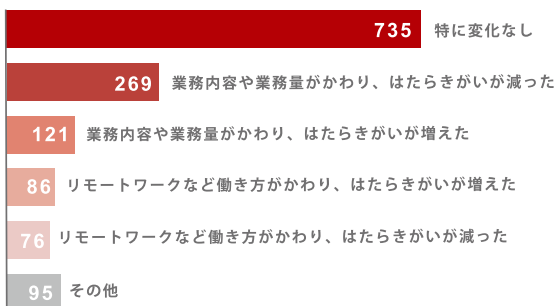 735 特に変化なし
269 業務内容や業務量がかわり、はたらきがいが減った
121 業務内容や業務量がかわり、はたらきがいが増えた
86 リモートワークなど働き方がかわり、はたらきがいが増えた
76 リモートワークなど働き方がかわり、はたらきがいが減った
95 その他